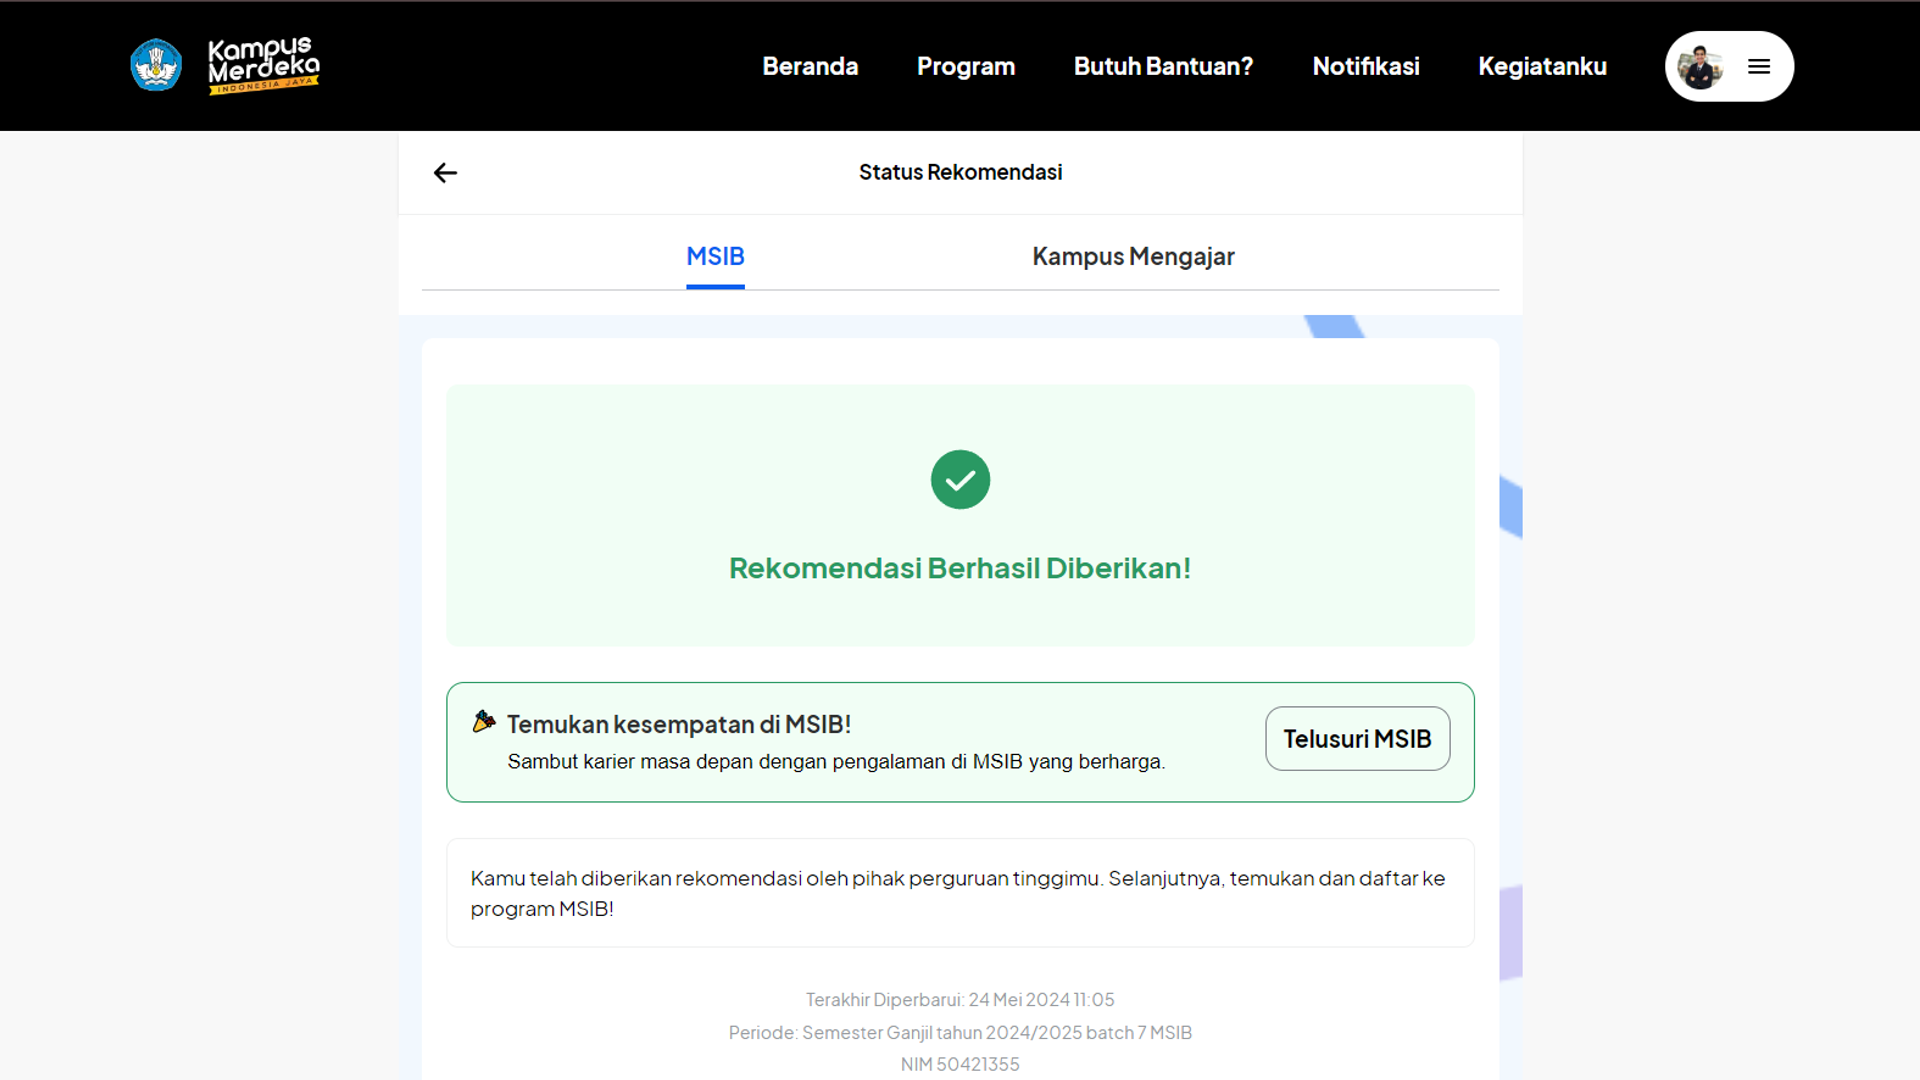 Kampus
Merdeka
INDONESIA JAYA
Beranda
Program
Butuh Bantuan?
Notifikasi
Kegiatanku
Status Rekomendasi
MSIB
Kampus Mengajar
Rekomendasi Berhasil Diberikan!
Temukan kesempatan di MSIB!
Sambut karier masa depan dengan pengalaman di MSIB yang berharga.
Telusuri MSIB
Kamu telah diberikan rekomendasi oleh pihak perguruan tinggimu. Selanjutnya, temukan dan daftar ke
program MSIB!
Terakhir Diperbarui: 24 Mei 2024 11:05
Periode: Semester Ganjil tahun 2024/2025 batch 7 MSIB
NIM 50421355